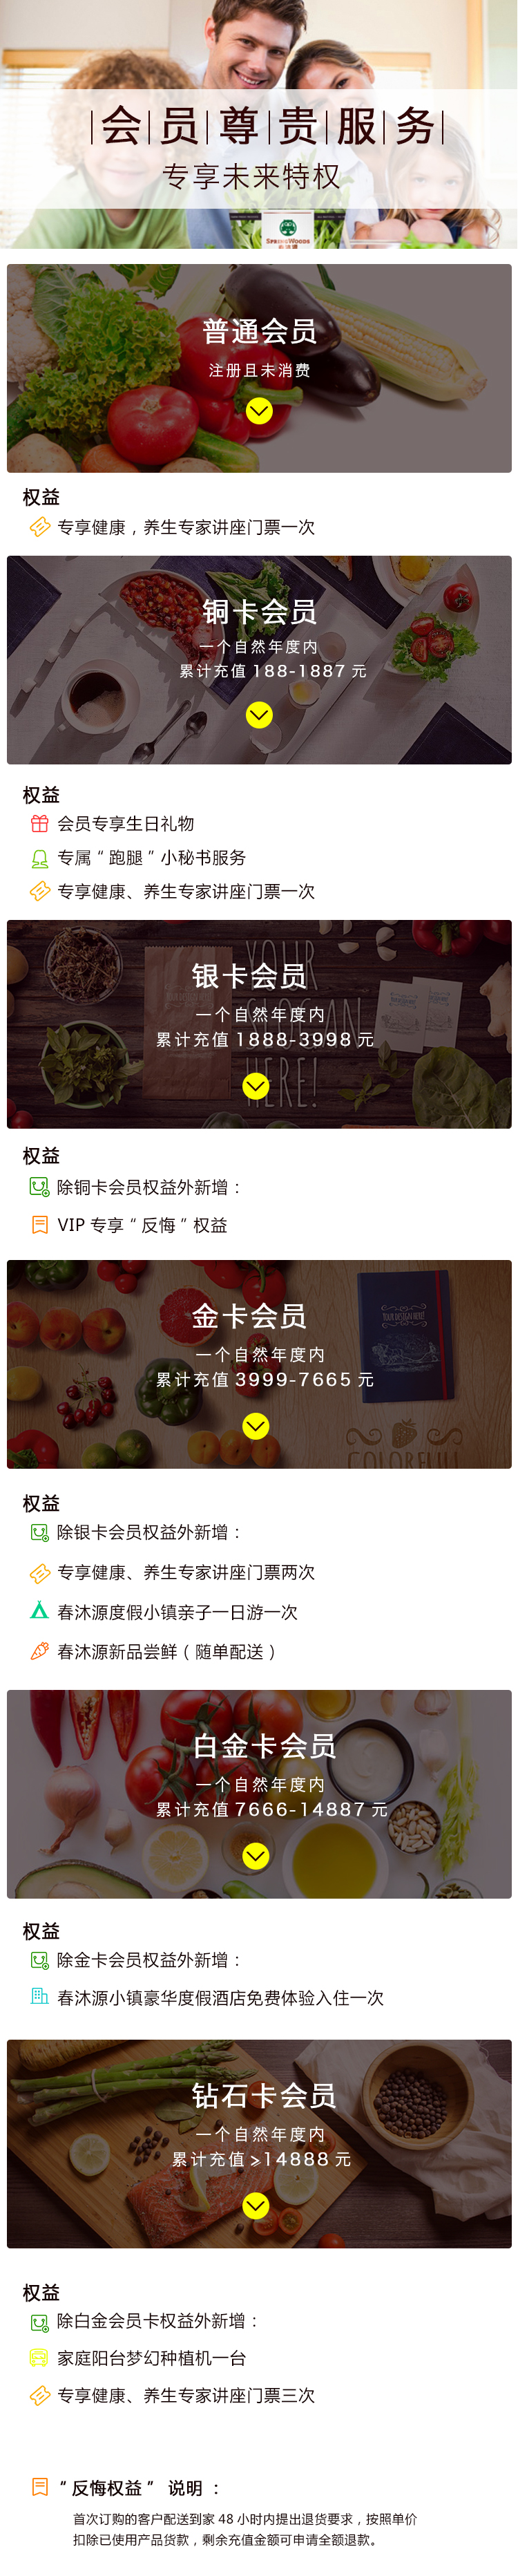 会员尊贵服务
专享未来特权
SPRINGWOODS
普通会员
注册且未消费
权益
专享健康，养生专家讲座门票一次
铜卡会员
一个自然年度内
累计充值 188-1887 元
权益
会员专享生日礼物
专属“跑腿”小秘书服务
专享健康、养生专家讲座门票一次
YOUR
SLOGAN
HERE!
银卡会员
一个自然年度内
累计充值 1888-3998 元
权益
除铜卡会员权益外新增：
VIP 专享“反悔”权益
金卡会员
YOUR DESIGN HERE!
一个自然年度内
累计充值 3999-7665 元
COLORFULL
权益
除银卡会员权益外新增：
专享健康、养生专家讲座门票两次
春沐源度假小镇亲子一日游一次
春沐源新品尝鲜（随单配送）
白金卡会员
一个自然年度内
累计充值 7666-14887 元
权益
除金卡会员权益外新增：
春沐源小镇豪华度假酒店免费体验入住一次
钻石卡会员
一个自然年度内
累计充值 ≥14888 元
权益
除白金会员卡权益外新增：
家庭阳台梦幻种植机一台
专享健康、养生专家讲座门票三次
“反悔权益” 说明 ：
首次订购的客户配送到家 48 小时内提出退货要求，按照单价
扣除已使用产品货款，剩余充值金额可申请全额退款。